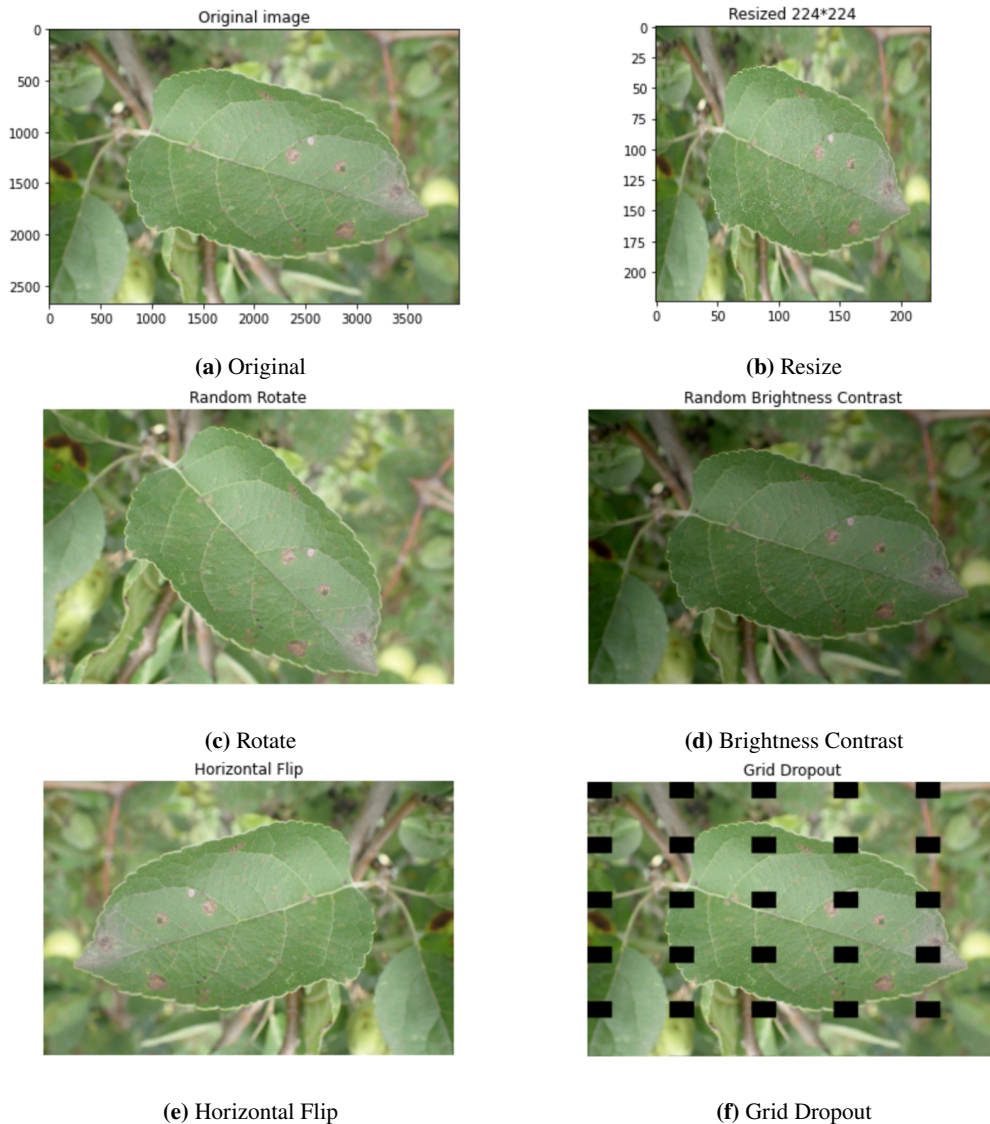 Original image
0
500
1000
1500
2000
2500
0 500 1000 1500 2000 2500 3000 3500
(a) Original
Resized 224*224
0
25
50
75
100
125
150
175
200
0 50 100 150 200
(b) Resize
Random Rotate
(c) Rotate
Random Brightness Contrast
(d) Brightness Contrast
Horizontal Flip
(e) Horizontal Flip
Grid Dropout
(f) Grid Dropout